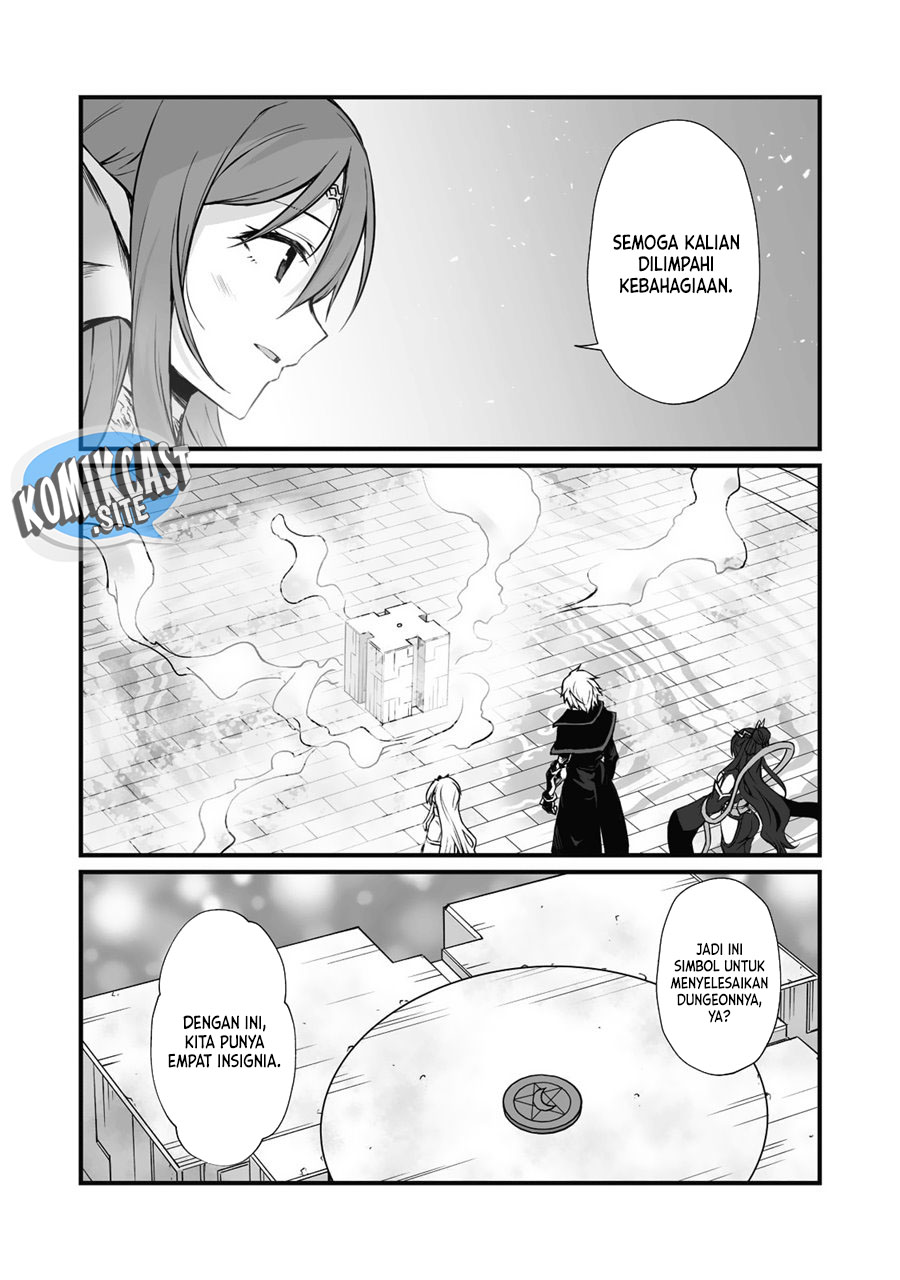 SEMOGA KALIAN
DILIMPAHI
KEBAHAGIAAN.
KOMIKCAST
.SITE
JADI INI
SIMBOL UNTUK
MENYELESAIKAN
DUNGEONNYA,
YA?
DENGAN INI,
KITA PUNYA
EMPAT INSIGNIA.